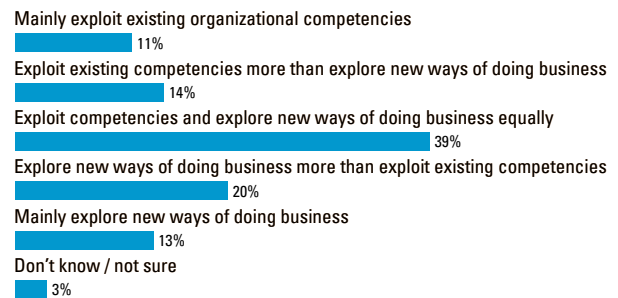 Mainly exploit existing organizational competencies
11%
Exploit existing competencies more than explore new ways of doing business
14%
Exploit competencies and explore new ways of doing business equally
39%
Explore new ways of doing business more than exploit existing competencies
20%
Mainly explore new ways of doing business
13%
Don’t know / not sure
3%